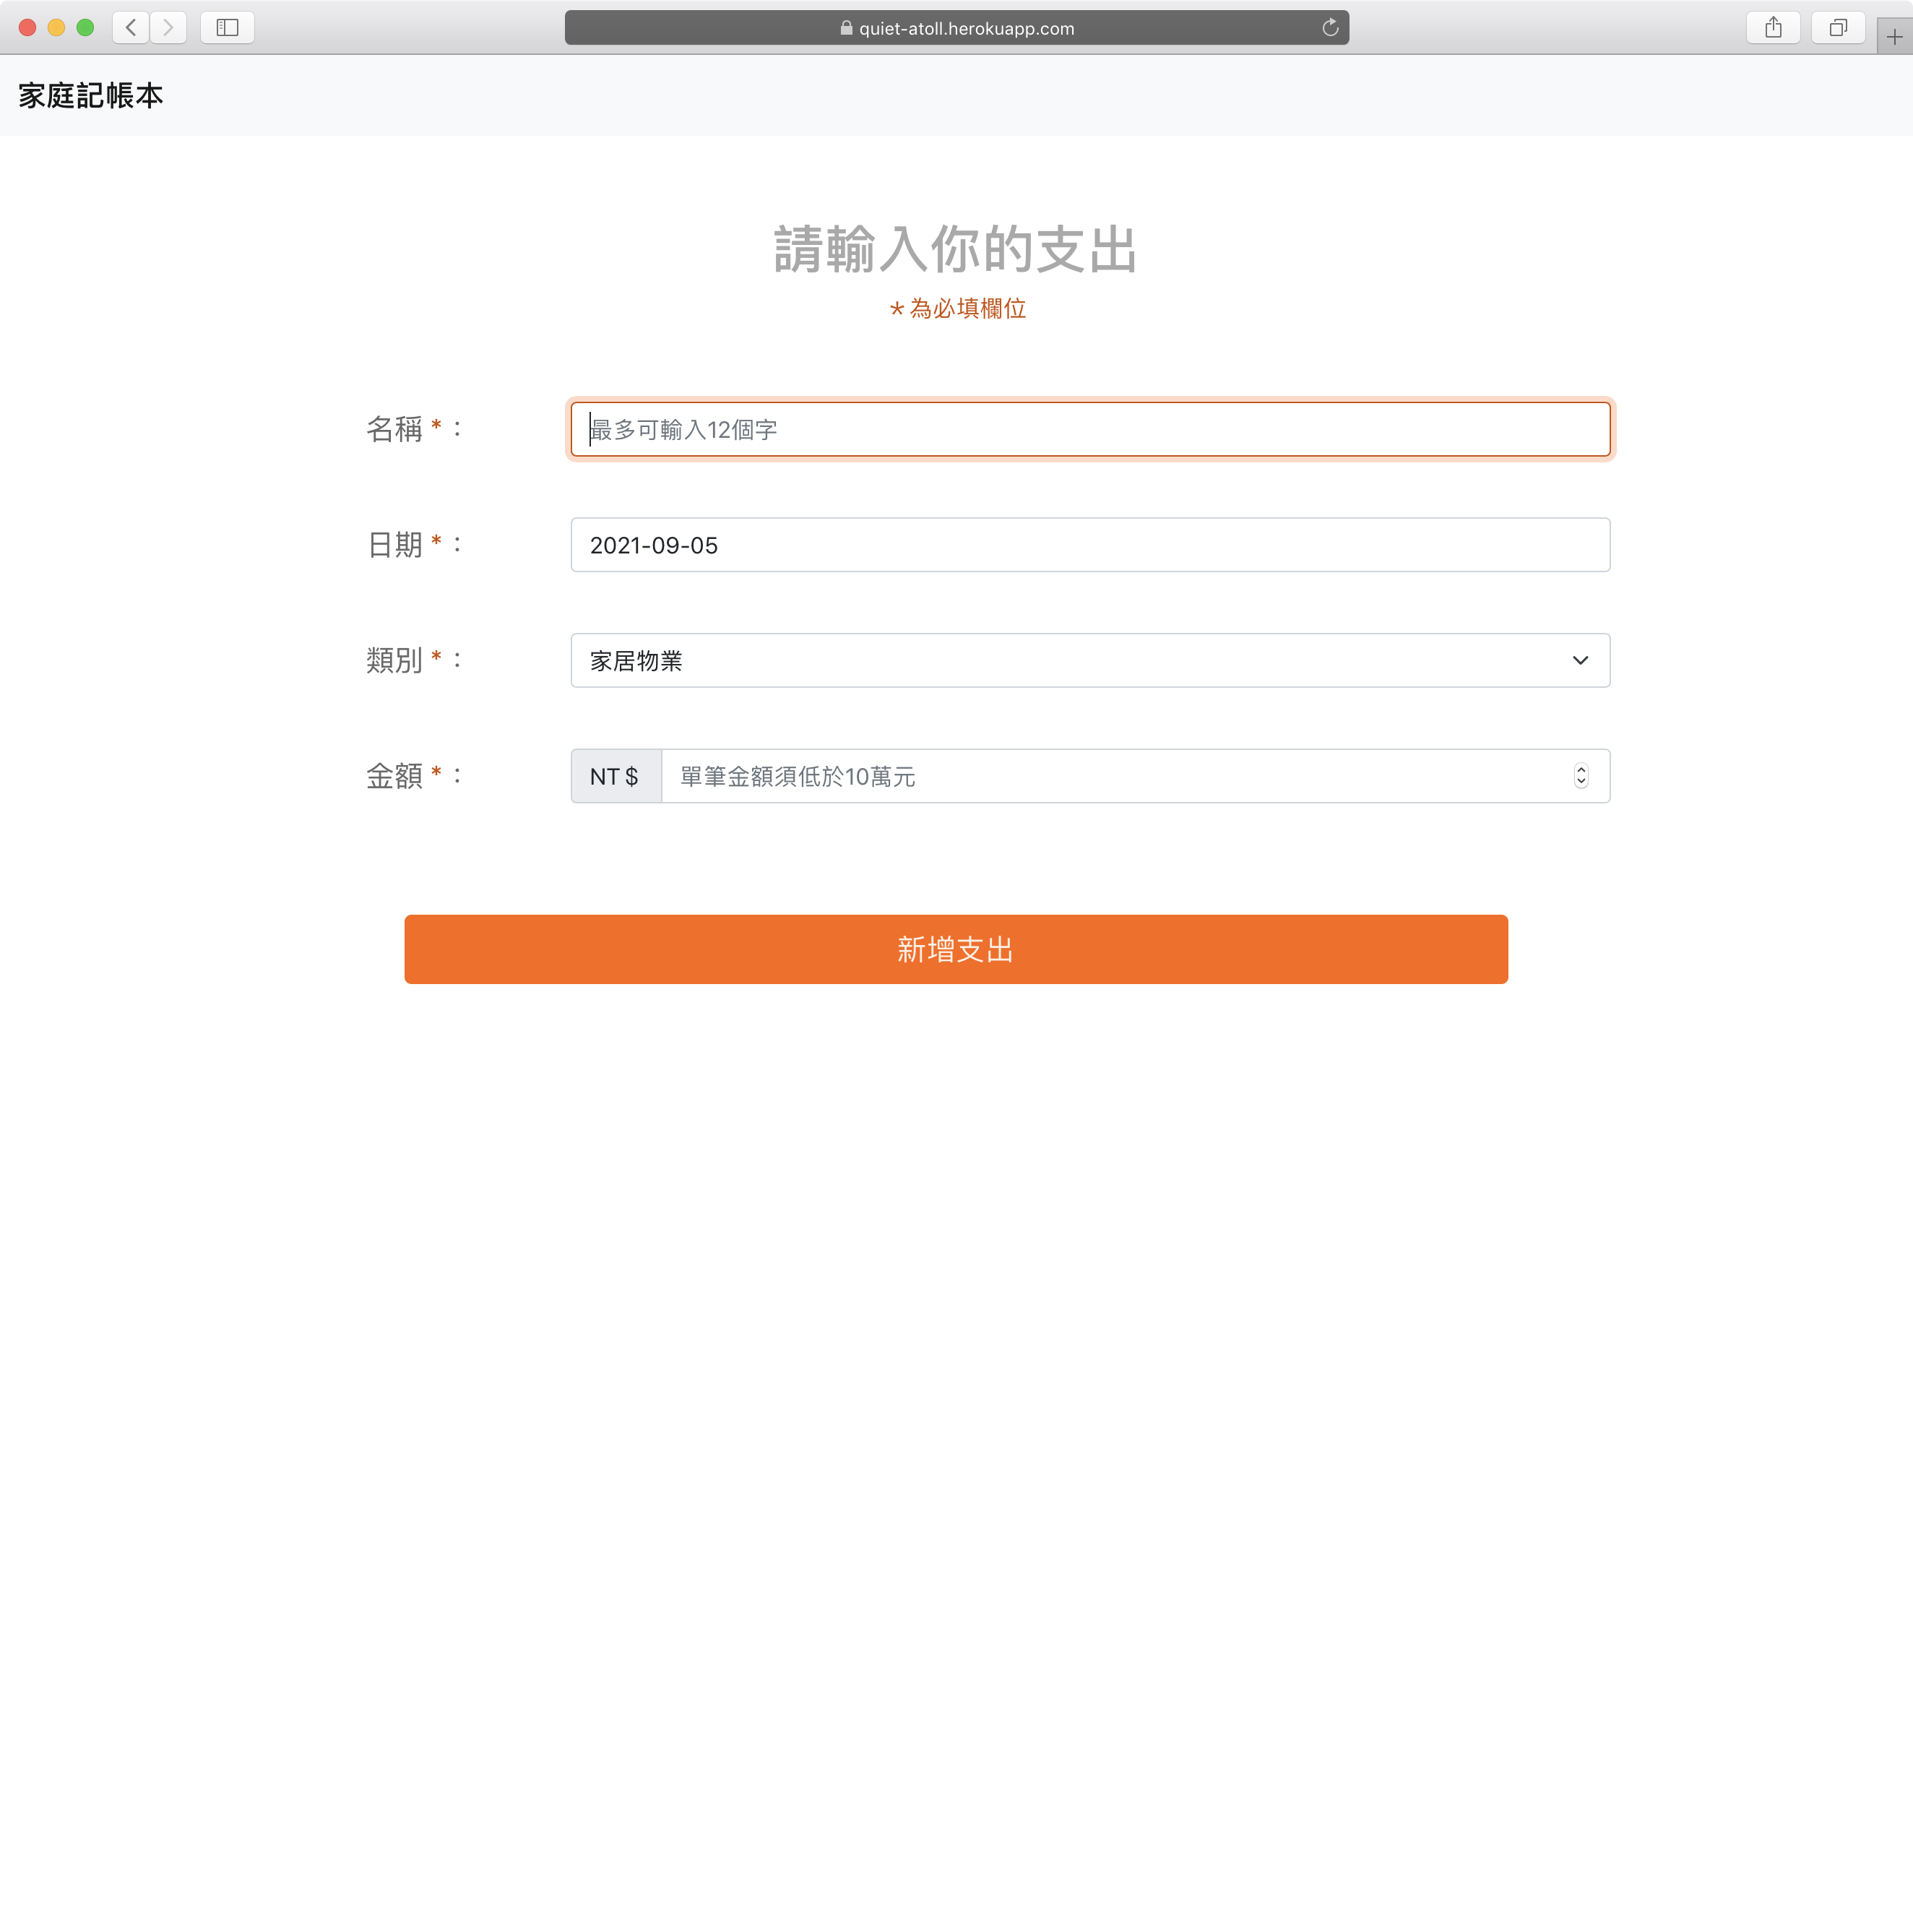 quiet-atoll.herokuapp.com
家庭記帳本
請輸入你的支出
* 為必填欄位
名稱 * ：
最多可輸入12個字
日期 * ：
2021-09-05
類別 * ：
家居物業
金額 * ：
NT $
單筆金額須低於10萬元
新增支出